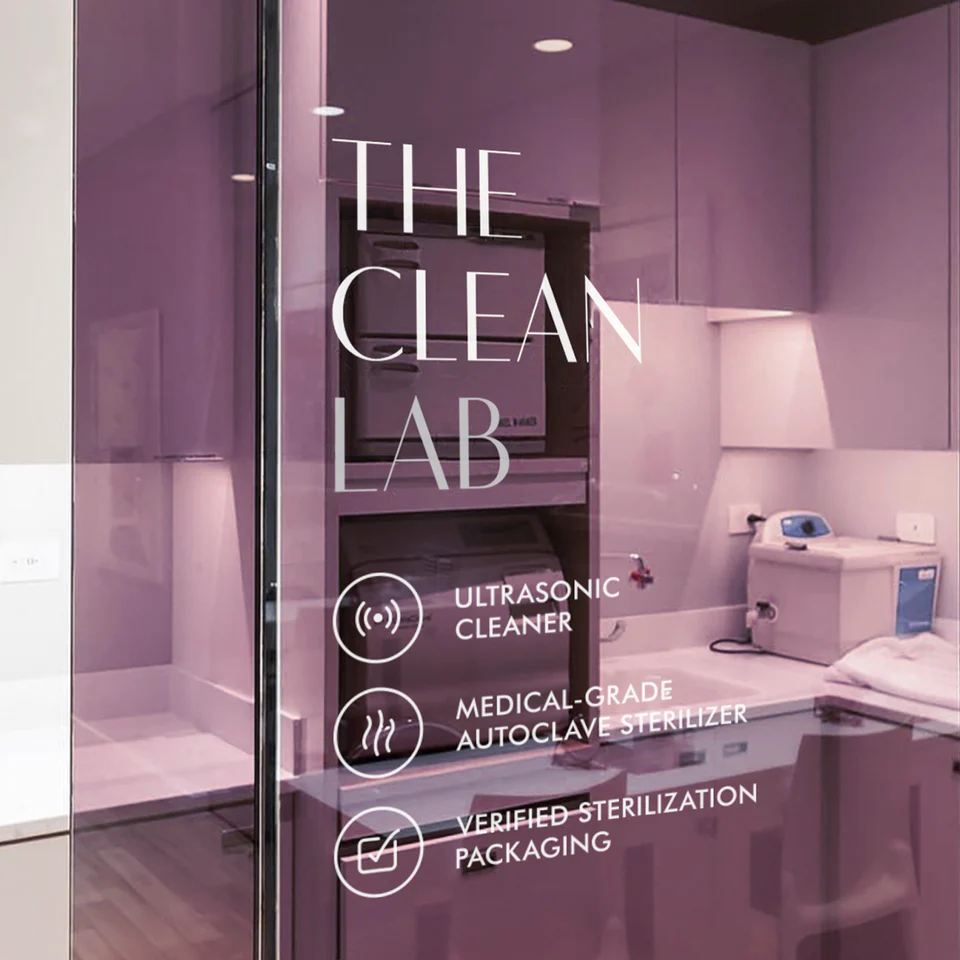 THE
CLEAN
LAB
ULTRASONIC
CLEANER
MEDICAL-GRADE
AUTOCLAVE STERILIZER
VERIFIED STERILIZATION
PACKAGING